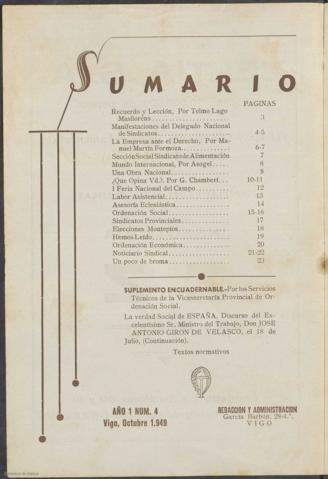 SUMARIO
PAGINAS
Recuerdo y Lección, Por Telmo Lago
Masllorens...................... 3
Manifestaciones del Delegado Nacional
de Sindicatos...................... 4-5
La Empresa ante el Derecho, Por Ma-
nuel Martín Formoza................ 6-7
Sección Social Sindicato de Alimentación 7
Mundo Internacional, Por Asogel...... 8
Una Obra Nacional.................. 9
¿Que Opina Vd.?. Por G. Chamberi.... 10-11
I Feria Nacional del Campo........... 12
Labor Asistencial.................... 13
Asesoría Eclesiástica................ 14
Ordenación Social.................... 15-16
Sindicatos Provinciales.............. 17
Elecciones Montepíos................. 18
Hemos Leído......................... 19
Ordenación Económica................ 20
Noticiario Sindical.................. 21-22
Un poco de broma.................... 23
SUPLEMENTO ENCUADERNABLE.-Por los Servicios
Técnicos de la Vicesecretaría Provincial de Or-
denación Social.
La verdad Social de ESPAÑA, Discurso del Ex-
celentísimo Sr. Ministro del Trabajo, Don JOSE
ANTONIO GIRON DE VELASCO, el 18 de
Julio, (Continuación).
Textos normativos
AÑO 1 NUM. 4
Vigo, Octubre 1.949
REDACCION Y ADMINISTRACION
García Barbón, 28-4.º,
VIGO